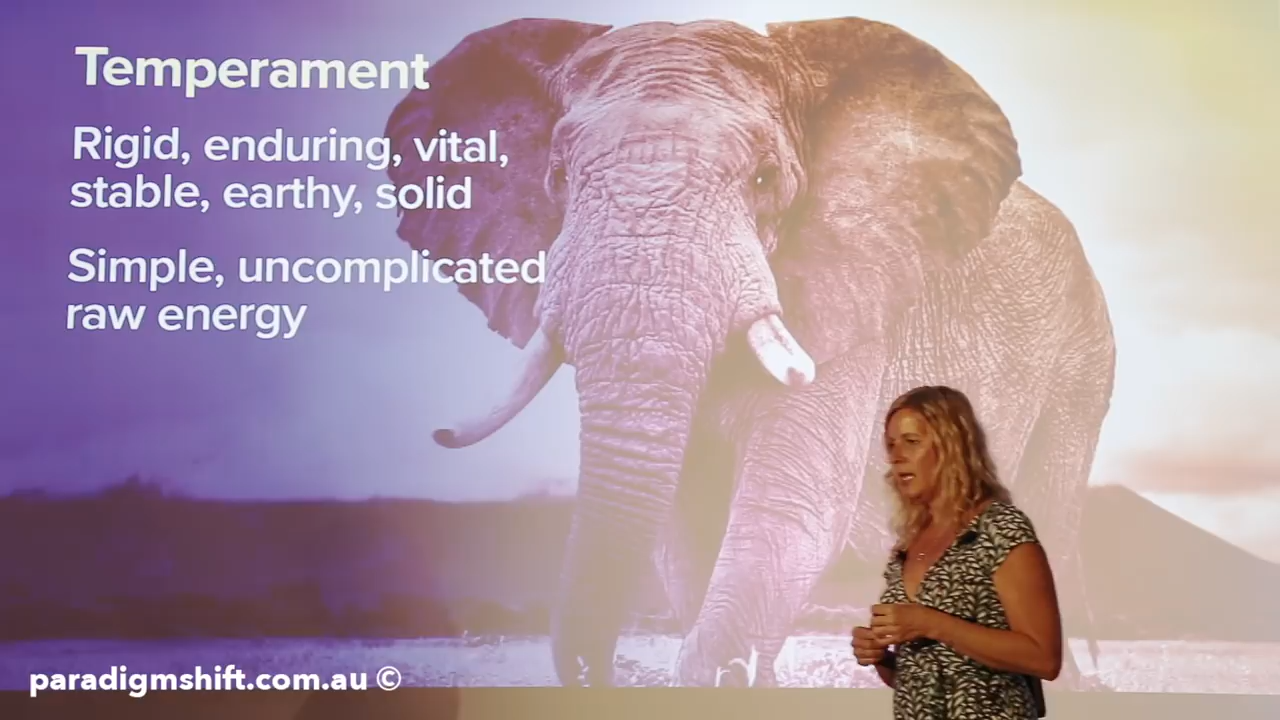 Temperament
Rigid, enduring, vital,
stable, earthy, solid
Simple, uncomplicated
raw energy
paradigmshift.com.au ©